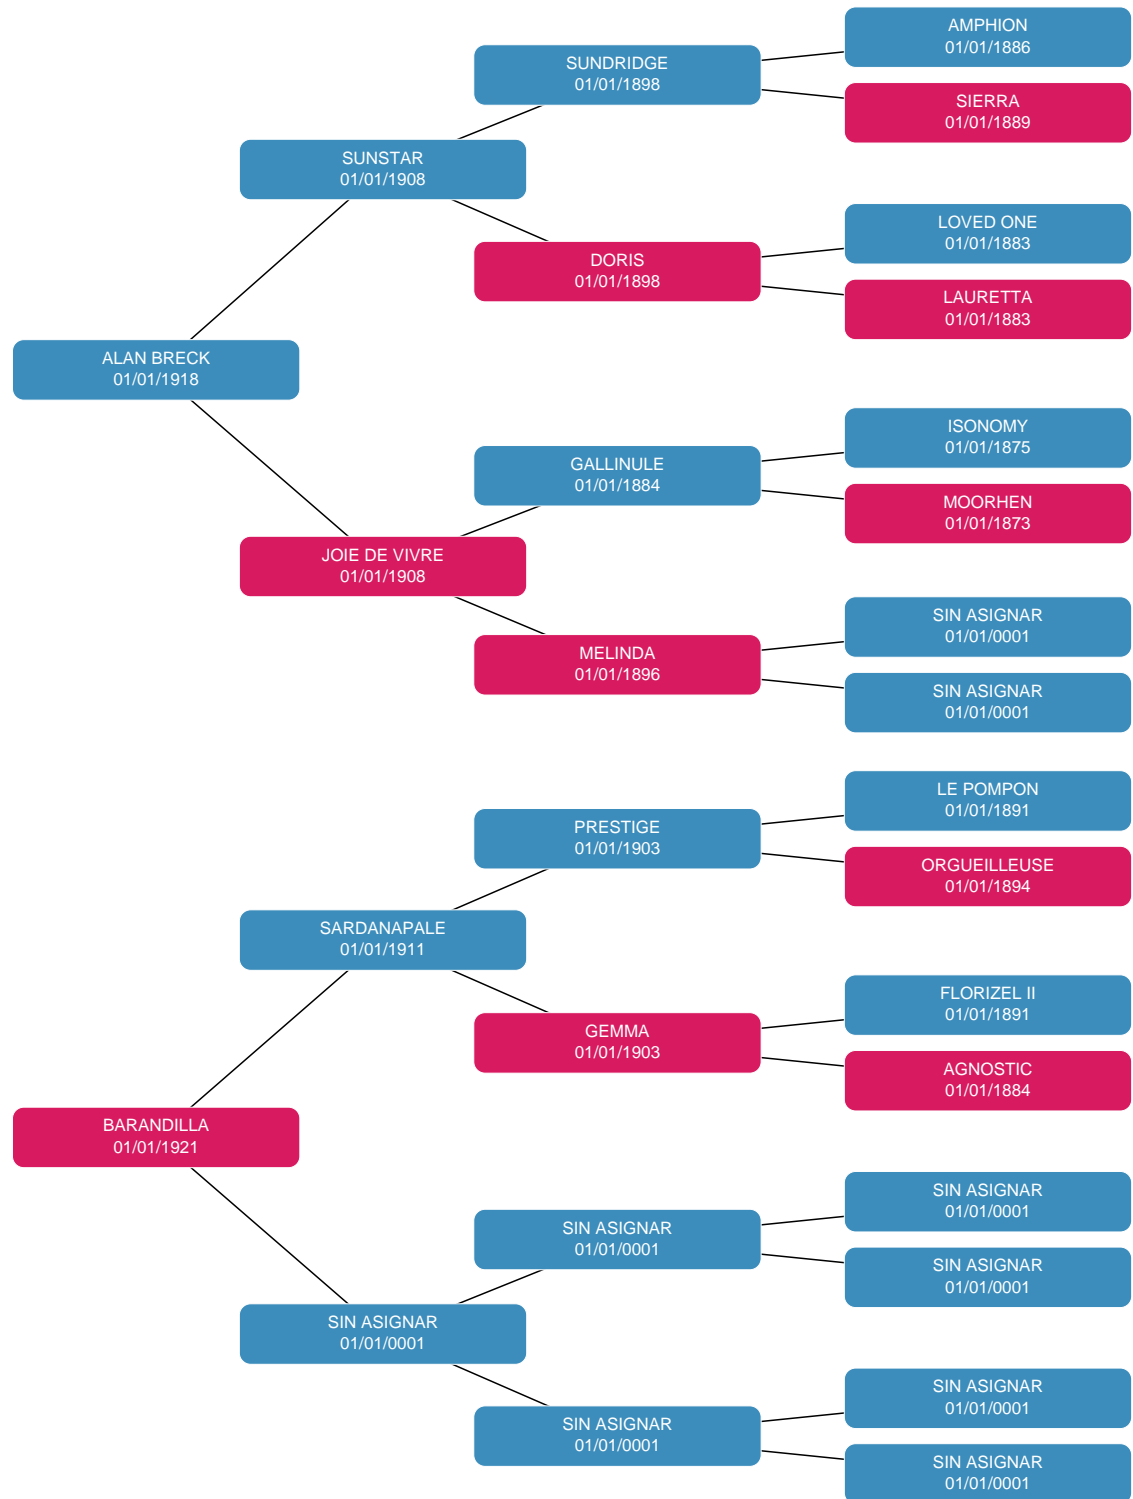 AMPHION
01/01/1886
SUNDRIDGE
01/01/1898
SIERRA
01/01/1889
SUNSTAR
01/01/1908
LOVED ONE
01/01/1883
DORIS
01/01/1898
LAURETTA
01/01/1883
ALAN BRECK
01/01/1918
ISONOMY
01/01/1875
GALLINULE
01/01/1884
MOORHEN
01/01/1873
JOIE DE VIVRE
01/01/1908
SIN ASIGNAR
01/01/0001
MELINDA
01/01/1896
SIN ASIGNAR
01/01/0001
LE POMPON
01/01/1891
PRESTIGE
01/01/1903
ORGUEILLEUSE
01/01/1894
SARDANAPALE
01/01/1911
FLORIZEL II
01/01/1891
GEMMA
01/01/1903
AGNOSTIC
01/01/1884
BARANDILLA
01/01/1921
SIN ASIGNAR
01/01/0001
SIN ASIGNAR
01/01/0001
SIN ASIGNAR
01/01/0001
SIN ASIGNAR
01/01/0001
SIN ASIGNAR
01/01/0001
SIN ASIGNAR
01/01/0001
SIN ASIGNAR
01/01/0001